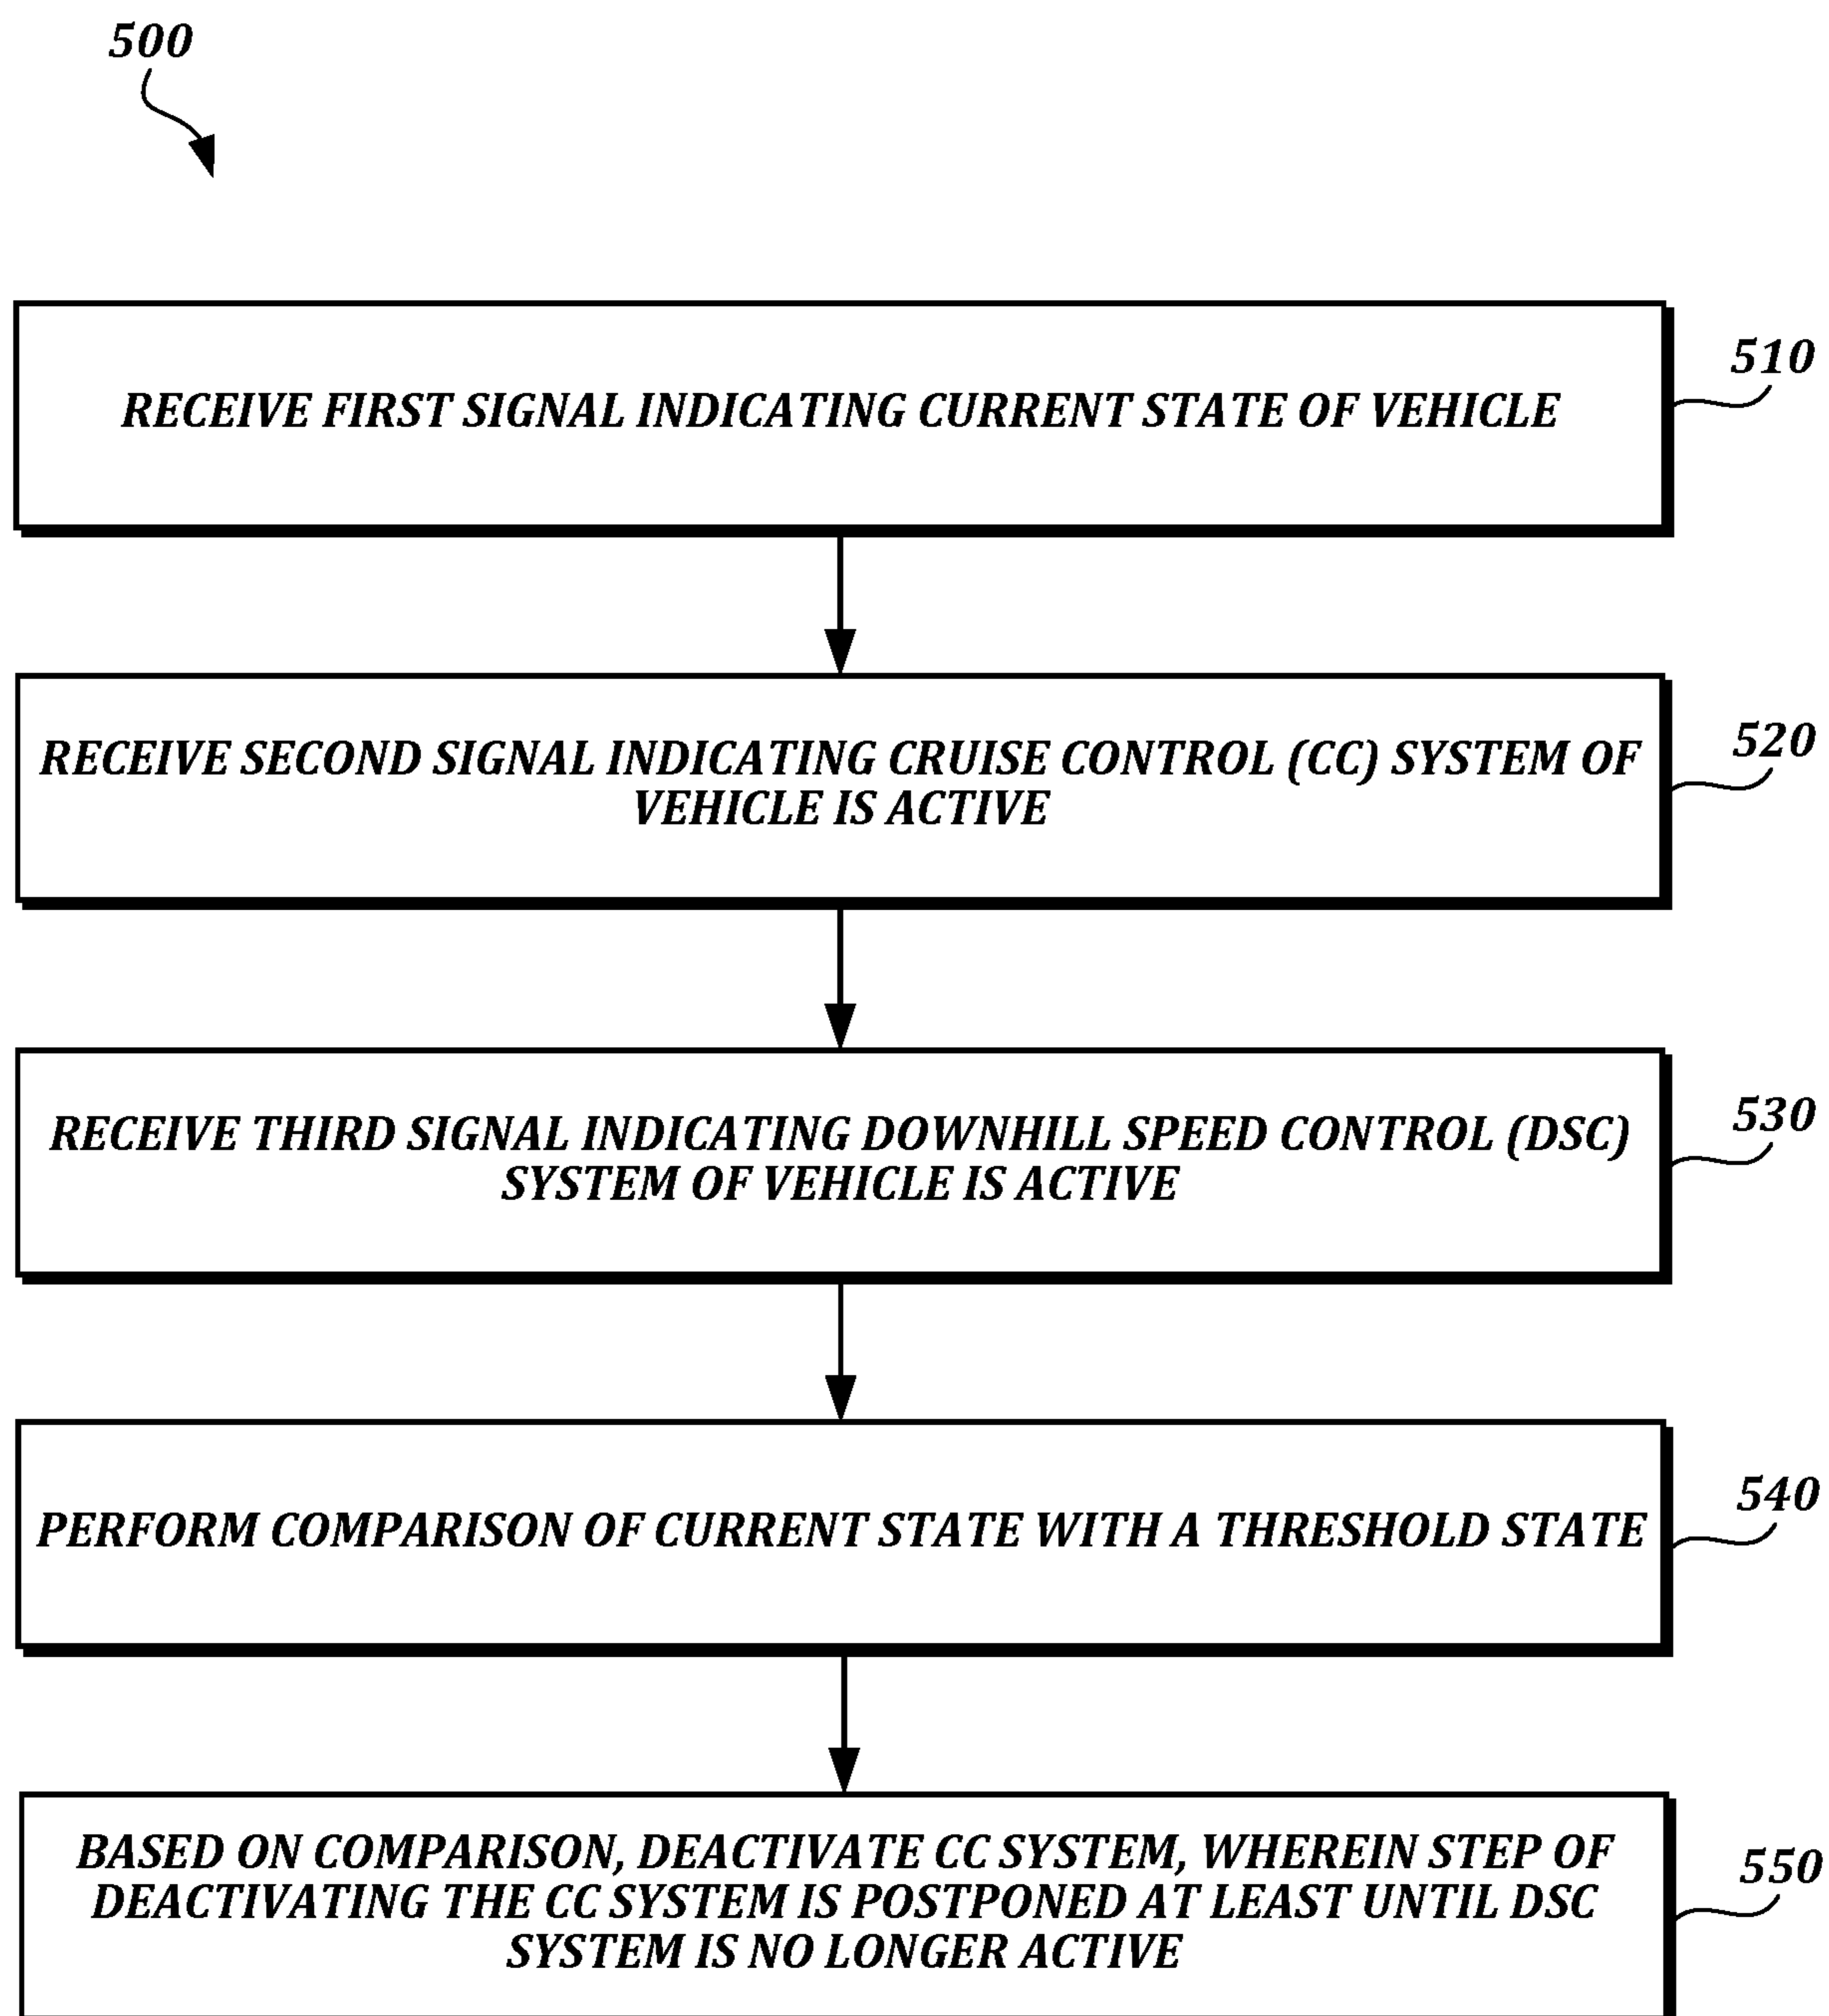 500
RECEIVE FIRST SIGNAL INDICATING CURRENT STATE OF VEHICLE
510
RECEIVE SECOND SIGNAL INDICATING CRUISE CONTROL (CC) SYSTEM OF
VEHICLE IS ACTIVE
520
RECEIVE THIRD SIGNAL INDICATING DOWNHILL SPEED CONTROL (DSC)
SYSTEM OF VEHICLE IS ACTIVE
530
PERFORM COMPARISON OF CURRENT STATE WITH A THRESHOLD STATE
540
BASED ON COMPARISON, DEACTIVATE CC SYSTEM, WHEREIN STEP OF
DEACTIVATING THE CC SYSTEM IS POSTPONED AT LEAST UNTIL DSC
SYSTEM IS NO LONGER ACTIVE
550